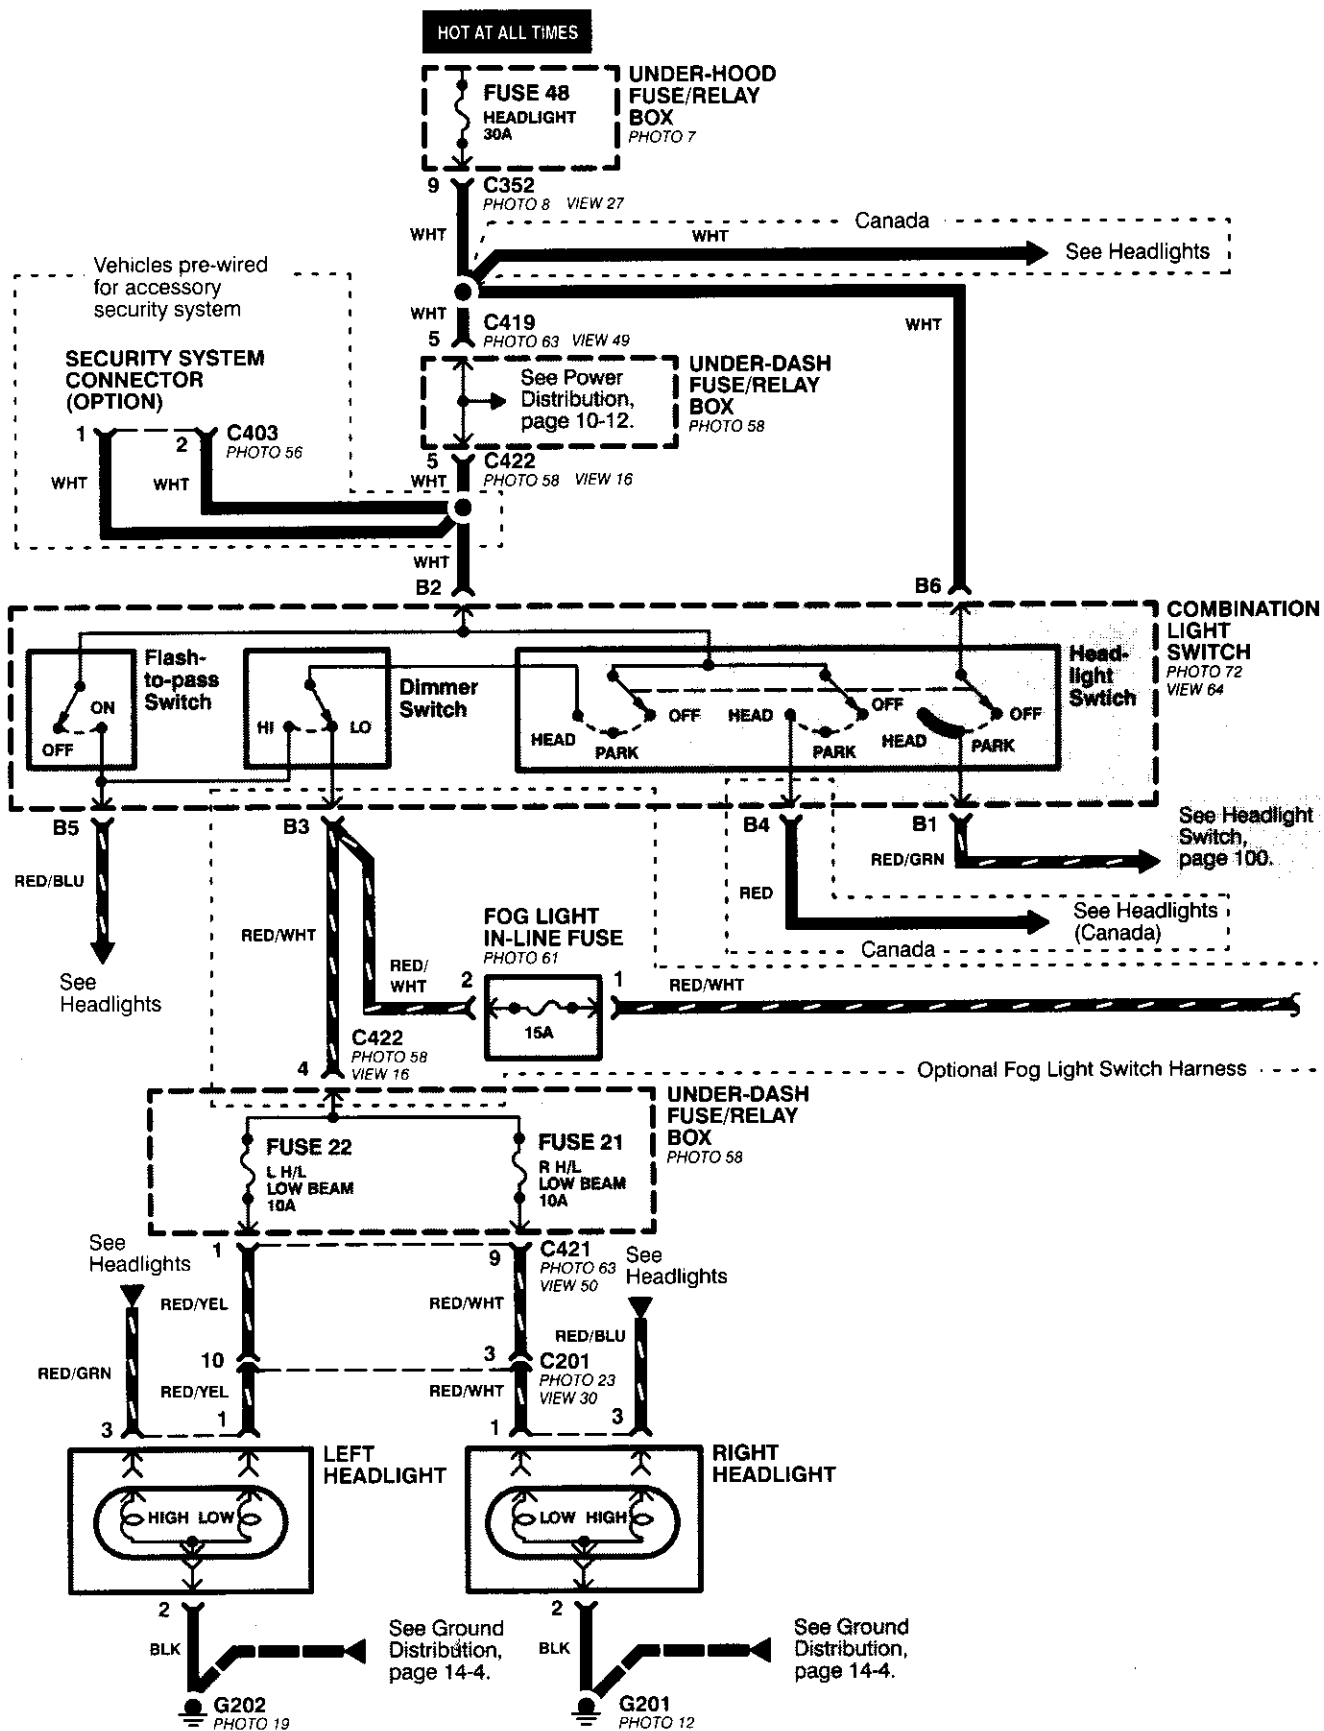 HOT AT ALL TIMES
FUSE 48
HEADLIGHT
30A
UNDER-HOOD
FUSE/RELAY
BOX
PHOTO 7
9
C352
PHOTO 8 VIEW 27
WHT
Canada
WHT
See Headlights
Vehicles pre-wired
for accessory
security system
WHT
5
C419
PHOTO 63 VIEW 49
WHT
SECURITY SYSTEM
CONNECTOR
(OPTION)
See Power
Distribution,
page 10-12.
UNDER-DASH
FUSE/RELAY
BOX
PHOTO 58
1
2
C403
PHOTO 56
WHT
WHT
5
C422
PHOTO 58 VIEW 16
WHT
WHT
B2
B6
COMBINATION
LIGHT
SWITCH
PHOTO 72
VIEW 64
Flash-
to-pass
Switch
ON
OFF
Dimmer
Switch
HI
LO
Head-
light
Swtich
HEAD
PARK
OFF
HEAD
PARK
OFF
HEAD
PARK
OFF
B5
B3
B4
B1
RED/BLU
See
Headlights
RED/WHT
RED/
WHT
RED
RED/GRN
See Headlight
Switch,
page 100.
See Headlights
(Canada)
Canada
FOG LIGHT
IN-LINE FUSE
PHOTO 61
2
15A
1
RED/WHT
C422
PHOTO 58
VIEW 16
4
Optional Fog Light Switch Harness
UNDER-DASH
FUSE/RELAY
BOX
PHOTO 58
FUSE 22
L H/L
LOW BEAM
10A
FUSE 21
R H/L
LOW BEAM
10A
See
Headlights
1
9
C421
PHOTO 63
VIEW 50
See
Headlights
RED/YEL
RED/WHT
RED/BLU
RED/GRN
10
3
C201
PHOTO 23
VIEW 30
RED/YEL
RED/WHT
3
1
1
3
LEFT
HEADLIGHT
RIGHT
HEADLIGHT
HIGH LOW
LOW HIGH
2
BLK
See Ground
Distribution,
page 14-4.
2
BLK
See Ground
Distribution,
page 14-4.
G202
PHOTO 19
G201
PHOTO 12